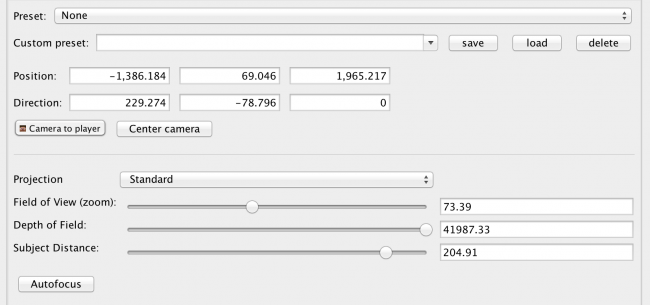 Preset: None
Custom preset: save load delete
Position: −1,386.184 69.046 1,965.217
Direction: 229.274 −78.796 0
Camera to player Center camera
Projection Standard
Field of View (zoom): 73.39
Depth of Field: 41987.33
Subject Distance: 204.91
Autofocus